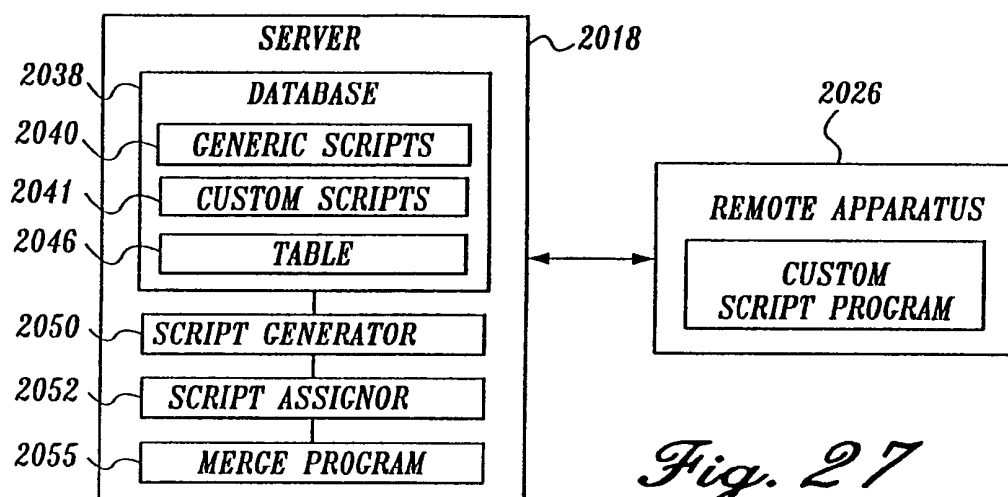 SERVER
2018
2038
DATABASE
2040
GENERIC SCRIPTS
2041
CUSTOM SCRIPTS
2046
TABLE
2050
SCRIPT GENERATOR
2052
SCRIPT ASSIGNOR
2055
MERGE PROGRAM
2026
REMOTE APPARATUS
CUSTOM
SCRIPT PROGRAM
Fig. 27